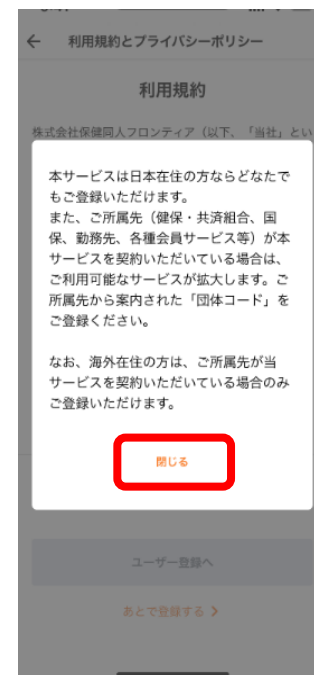 ← 利用規約とプライバシーポリシー
利用規約
株式会社保健同人フロンティア（以下、「当社」とい
本サービスは日本在住の方ならどなたで
もご登録いただけます。
また、ご所属先（健保・共済組合、国
保、勤務先、各種会員サービス等）が本
サービスを契約いただいている場合は、
ご利用可能なサービスが拡大します。ご
所属先から案内された「団体コード」を
ご登録ください。
なお、海外在住の方は、ご所属先が当
サービスを契約いただいている場合のみ
ご登録いただけます。
閉じる
ユーザー登録へ
あとで登録する >